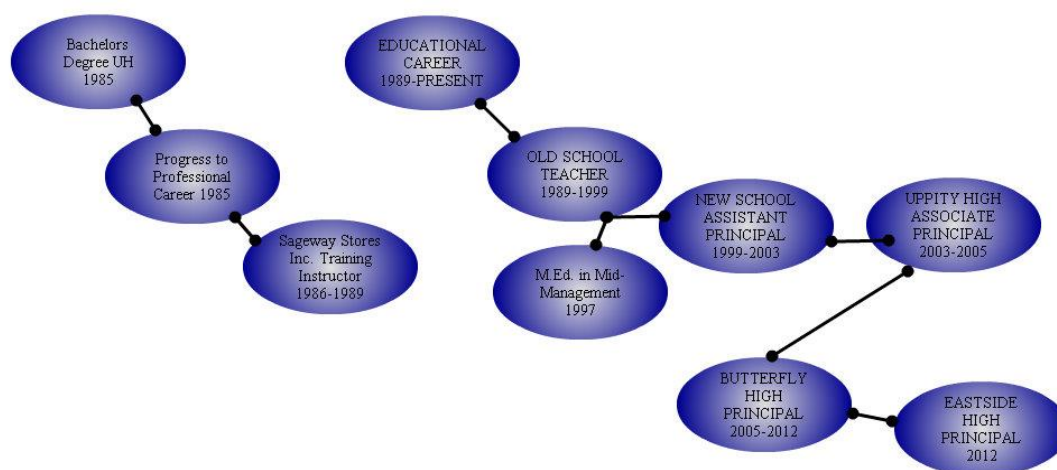 Bachelors
Degree UH
1985
Progress to
Professional
Career 1985
Sageway Stores
Inc. Training
Instructor
1986-1989
EDUCATIONAL
CAREER
1989-PRESENT
OLD SCHOOL
TEACHER
1989-1999
M.Ed. in Mid-
Management
1997
NEW SCHOOL
ASSISTANT
PRINCIPAL
1999-2003
UPPITY HIGH
ASSOCIATE
PRINCIPAL
2003-2005
BUTTERFLY
HIGH
PRINCIPAL
2005-2012
EASTSIDE
HIGH
PRINCIPAL
2012